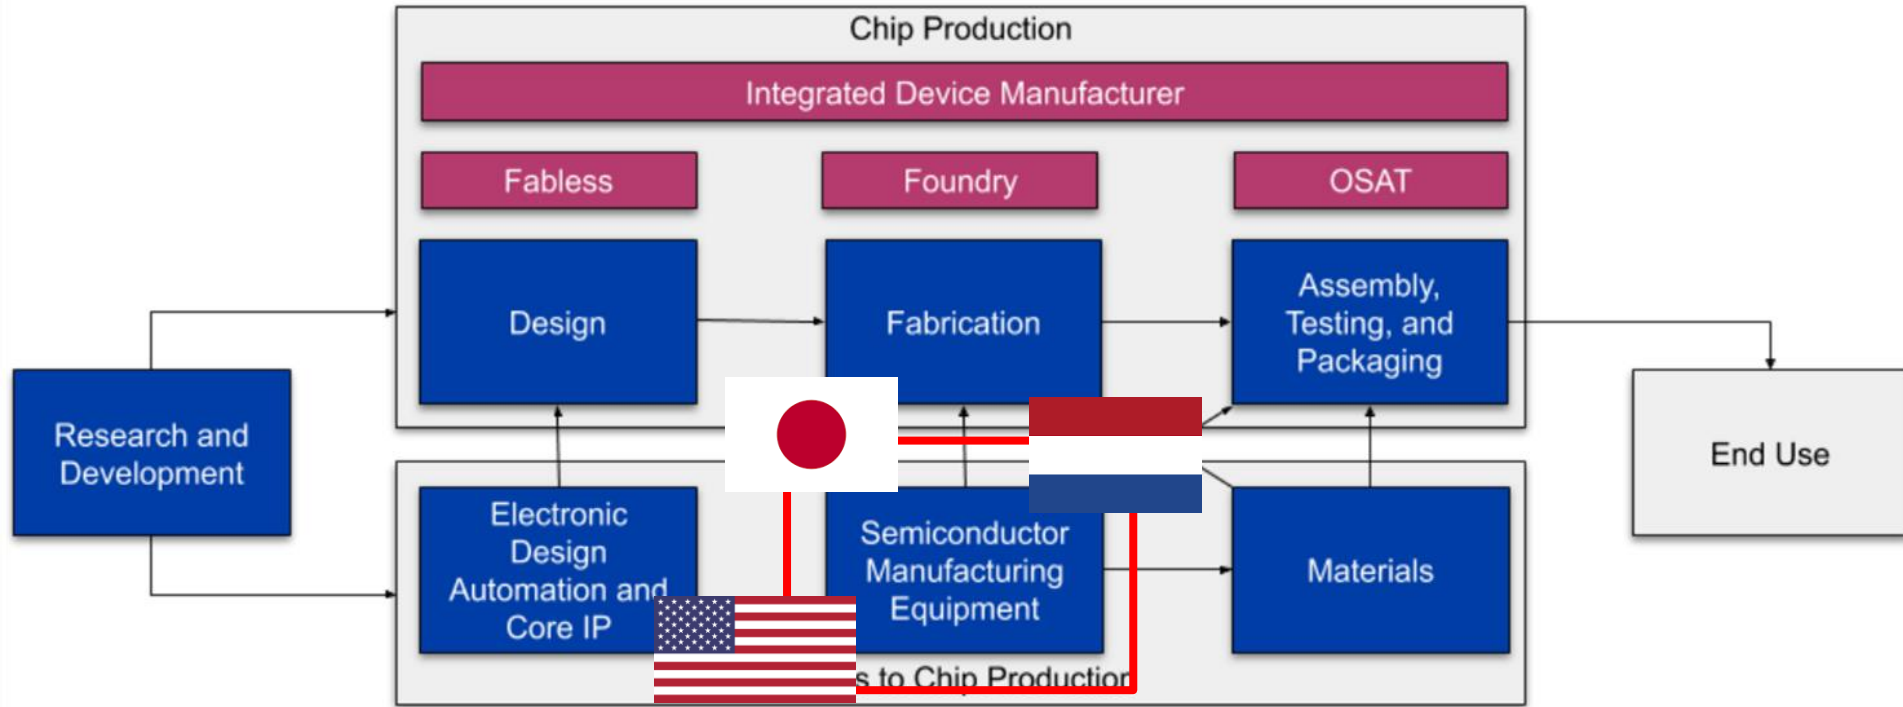 Chip Production
Integrated Device Manufacturer
Fabless
Foundry
OSAT
Design
Fabrication
Assembly,
Testing, and
Packaging
Research and
Development
End Use
Electronic
Design
Automation and
Core IP
Semiconductor
Manufacturing
Equipment
Materials
s to Chip Production